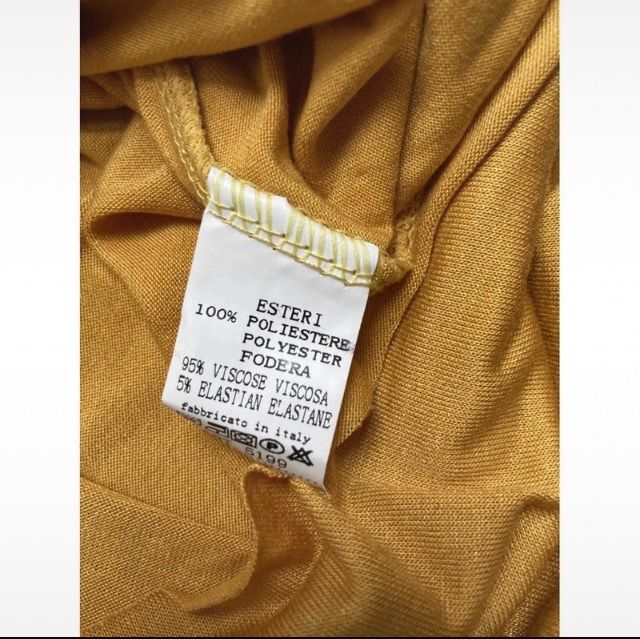 ESTERI
100% POLIESTERE
POLYESTER
FODERA
95% VISCOSE VISCOSA
5% ELASTIAN ELASTANE
fabbricato in italy
P
5199